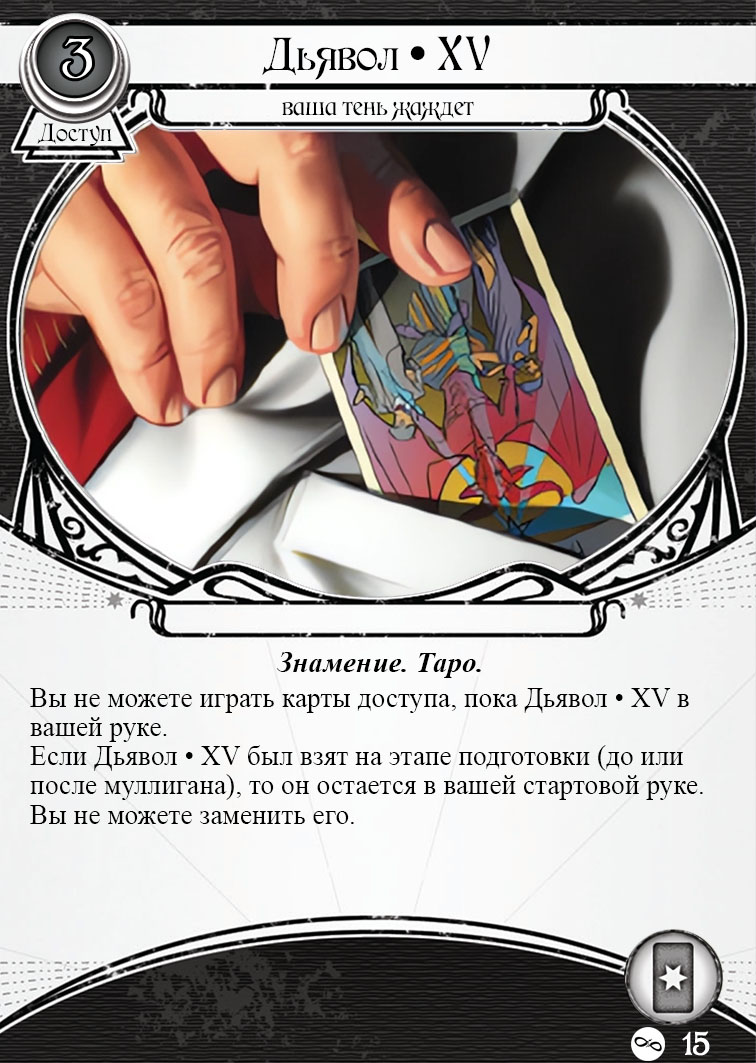 3
Дьявол • XV
Доступ
ваша тень жаждет
Знамение. Таро.
Вы не можете играть карты доступа, пока Дьявол • XV в
вашей руке.
Если Дьявол • XV был взят на этапе подготовки (до или
после муллигана), то он остается в вашей стартовой руке.
Вы не можете заменить его.
15